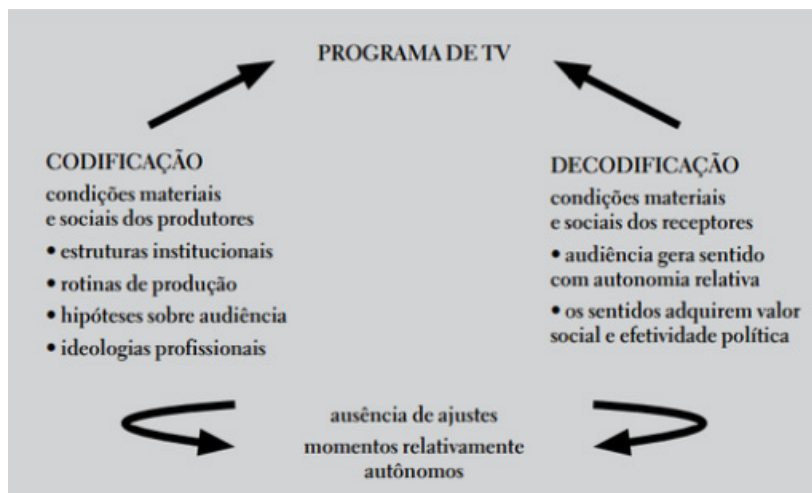 PROGRAMA DE TV
CODIFICAÇÃO
condições materiais
e sociais dos produtores
• estruturas institucionais
• rotinas de produção
• hipóteses sobre audiência
• ideologias profissionais
DECODIFICAÇÃO
condições materiais
e sociais dos receptores
• audiência gera sentido
com autonomia relativa
• os sentidos adquirem valor
social e efetividade política
ausência de ajustes
momentos relativamente
autônomos